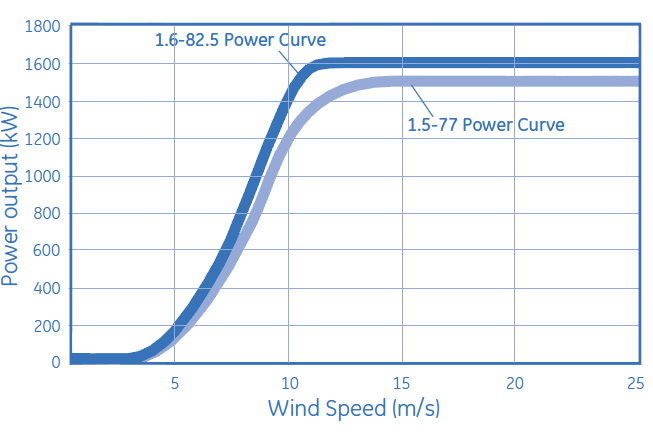 1800
1.6-82.5 Power Curve
1600
1400
1.5-77 Power Curve
1200
1000
800
600
400
200
0
Power output (kW)
5 10 15 20 25
Wind Speed (m/s)